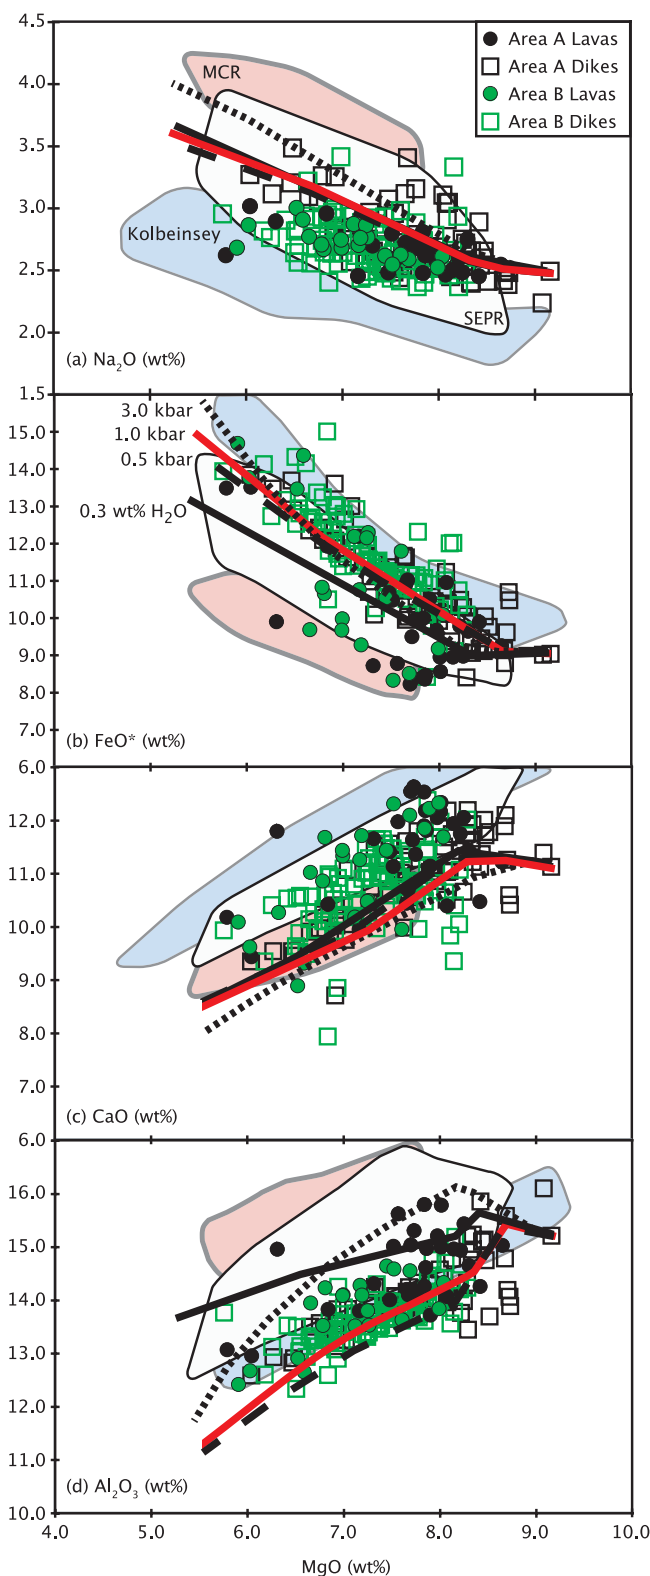 4.5
4.0
3.5
3.0
2.5
2.0
1.5
Area A Lavas
Area A Dikes
Area B Lavas
Area B Dikes
MCR
Kolbeinsey
SEPR
(a) Na₂O (wt%)
3.0 kbar
1.0 kbar
0.5 kbar
0.3 wt% H₂O
15.0
14.0
13.0
12.0
11.0
10.0
9.0
8.0
7.0
6.0
(b) FeO* (wt%)
12.0
11.0
10.0
9.0
8.0
7.0
6.0
(c) CaO (wt%)
16.0
15.0
14.0
13.0
12.0
11.0
10.0
(d) Al₂O₃ (wt%)
4.0 5.0 6.0 7.0 8.0 9.0 10.0
MgO (wt%)